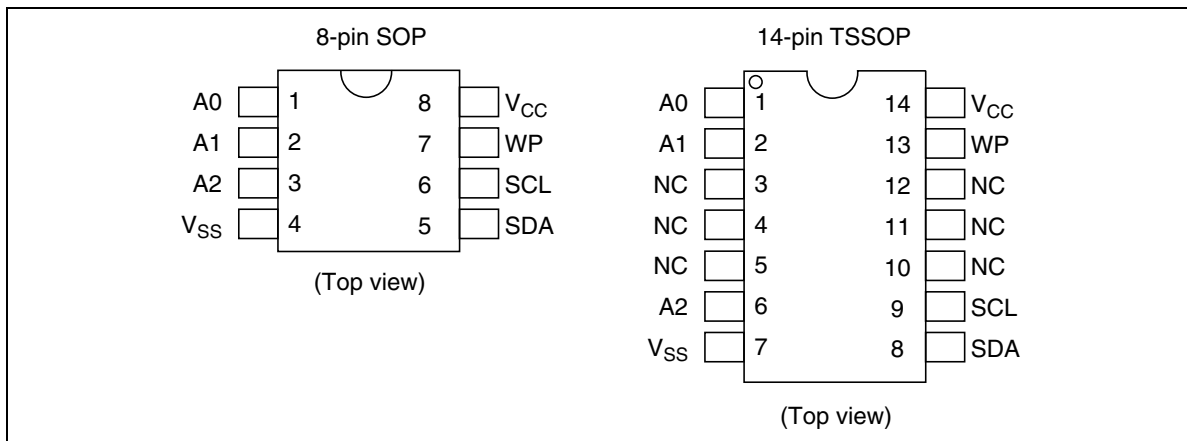 8-pin SOP
A0 1 8 VCC
A1 2 7 WP
A2 3 6 SCL
VSS 4 5 SDA
(Top view)
14-pin TSSOP
A0 1 14 VCC
A1 2 13 WP
NC 3 12 NC
NC 4 11 NC
NC 5 10 NC
A2 6 9 SCL
VSS 7 8 SDA
(Top view)